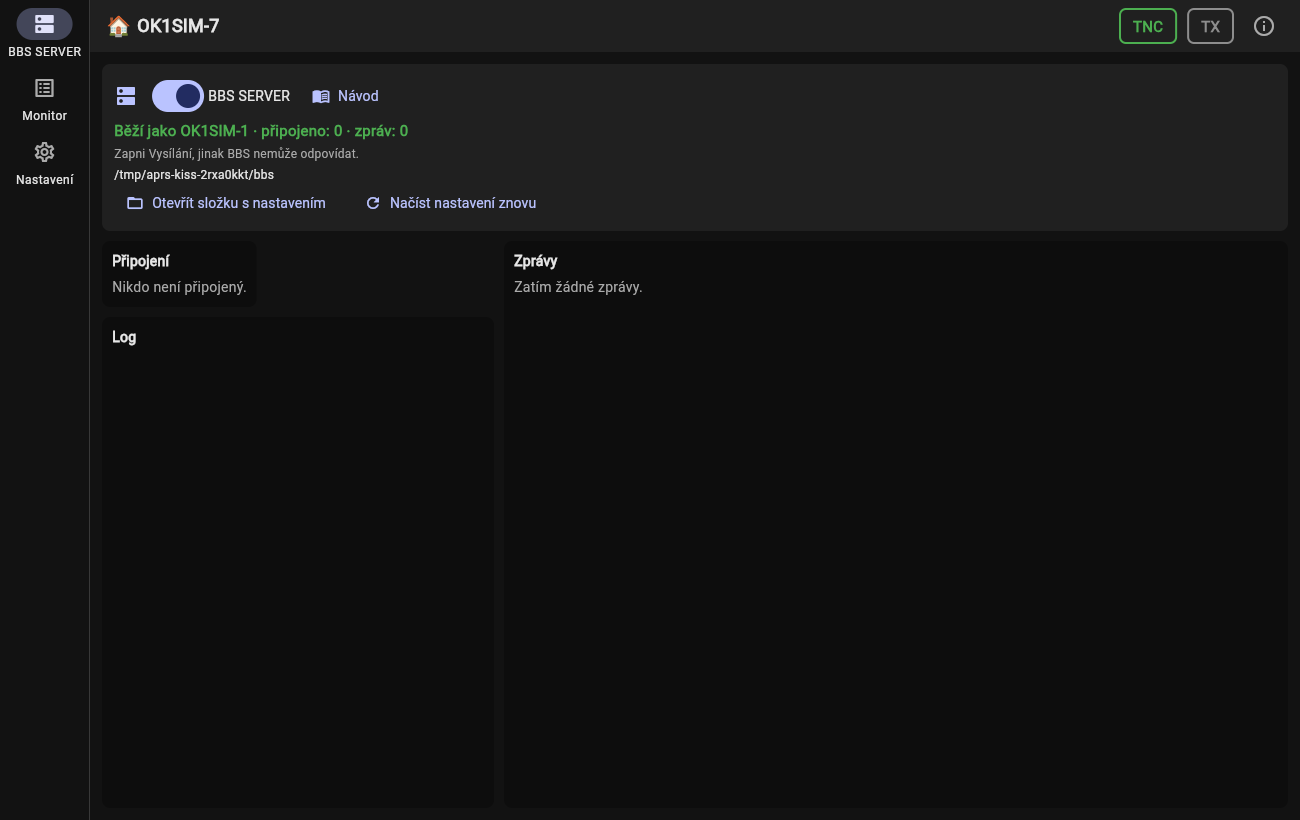 BBS SERVER
Monitor
Nastavení
OK1SIM-7
TNC
TX
BBS SERVER
Návod
Běží jako OK1SIM-1 · připojeno: 0 · zpráv: 0
Zapni Vysílání, jinak BBS nemůže odpovídat.
/tmp/aprs-kiss-2rxa0kkt/bbs
Otevřít složku s nastavením
Načíst nastavení znovu
Připojení
Nikdo není připojený.
Log
Zprávy
Zatím žádné zprávy.